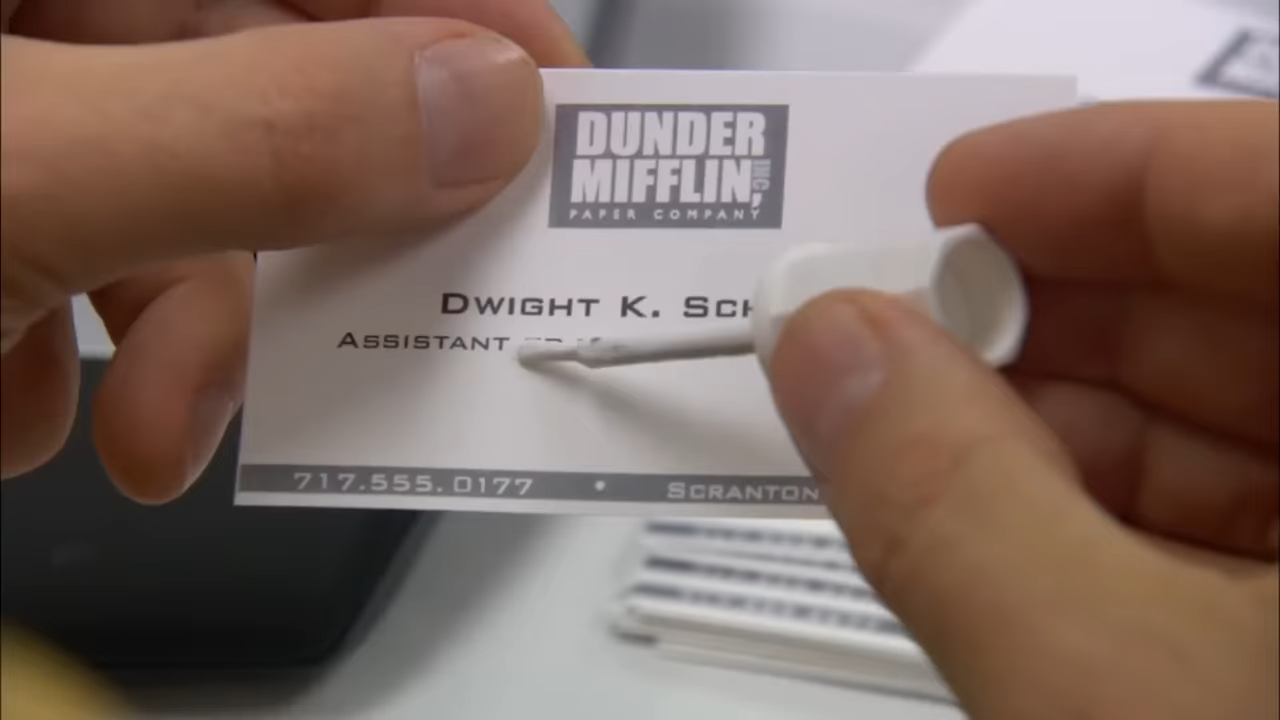 DUNDER
MIFFLIN, INC
PAPER COMPANY
DWIGHT K. SCH
ASSISTANT
717.555.0177 • SCRANTON